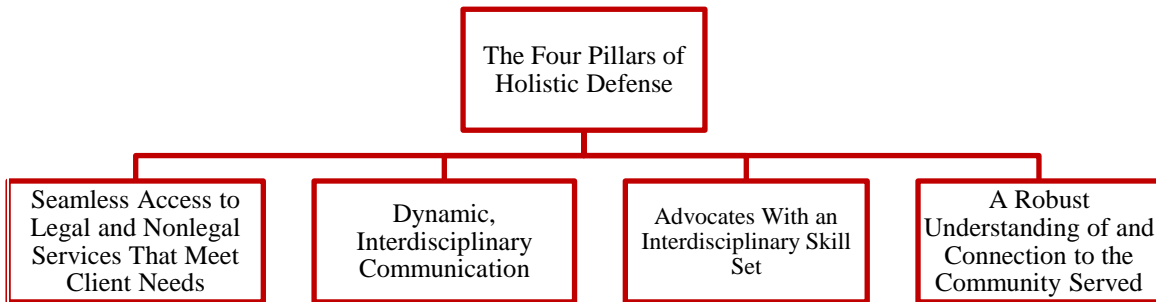 The Four Pillars of
Holistic Defense
Seamless Access to
Legal and Nonlegal
Services That Meet
Client Needs
Dynamic,
Interdisciplinary
Communication
Advocates With an
Interdisciplinary Skill
Set
A Robust
Understanding of and
Connection to the
Community Served